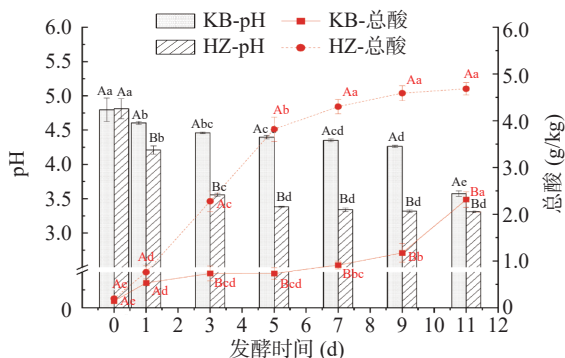 KB-pH KB-总酸
HZ-pH HZ-总酸
6.0 6.0
5.5
5.0 5.0
4.5
4.0 4.0
3.5 3.0
3.0 2.0
1.0
0 0
pH
总酸 (g/kg)
Aa Aa Ab Bb Abc Bc Ac Bd Acd Bd Ad Bd Ae Bd
Ae Ad Ac Ab Aa Aa Aa
Ac Ad Bcd Bcd Bbc Bb Ba
0 1 2 3 4 5 6 7 8 9 10 11 12
发酵时间 (d)